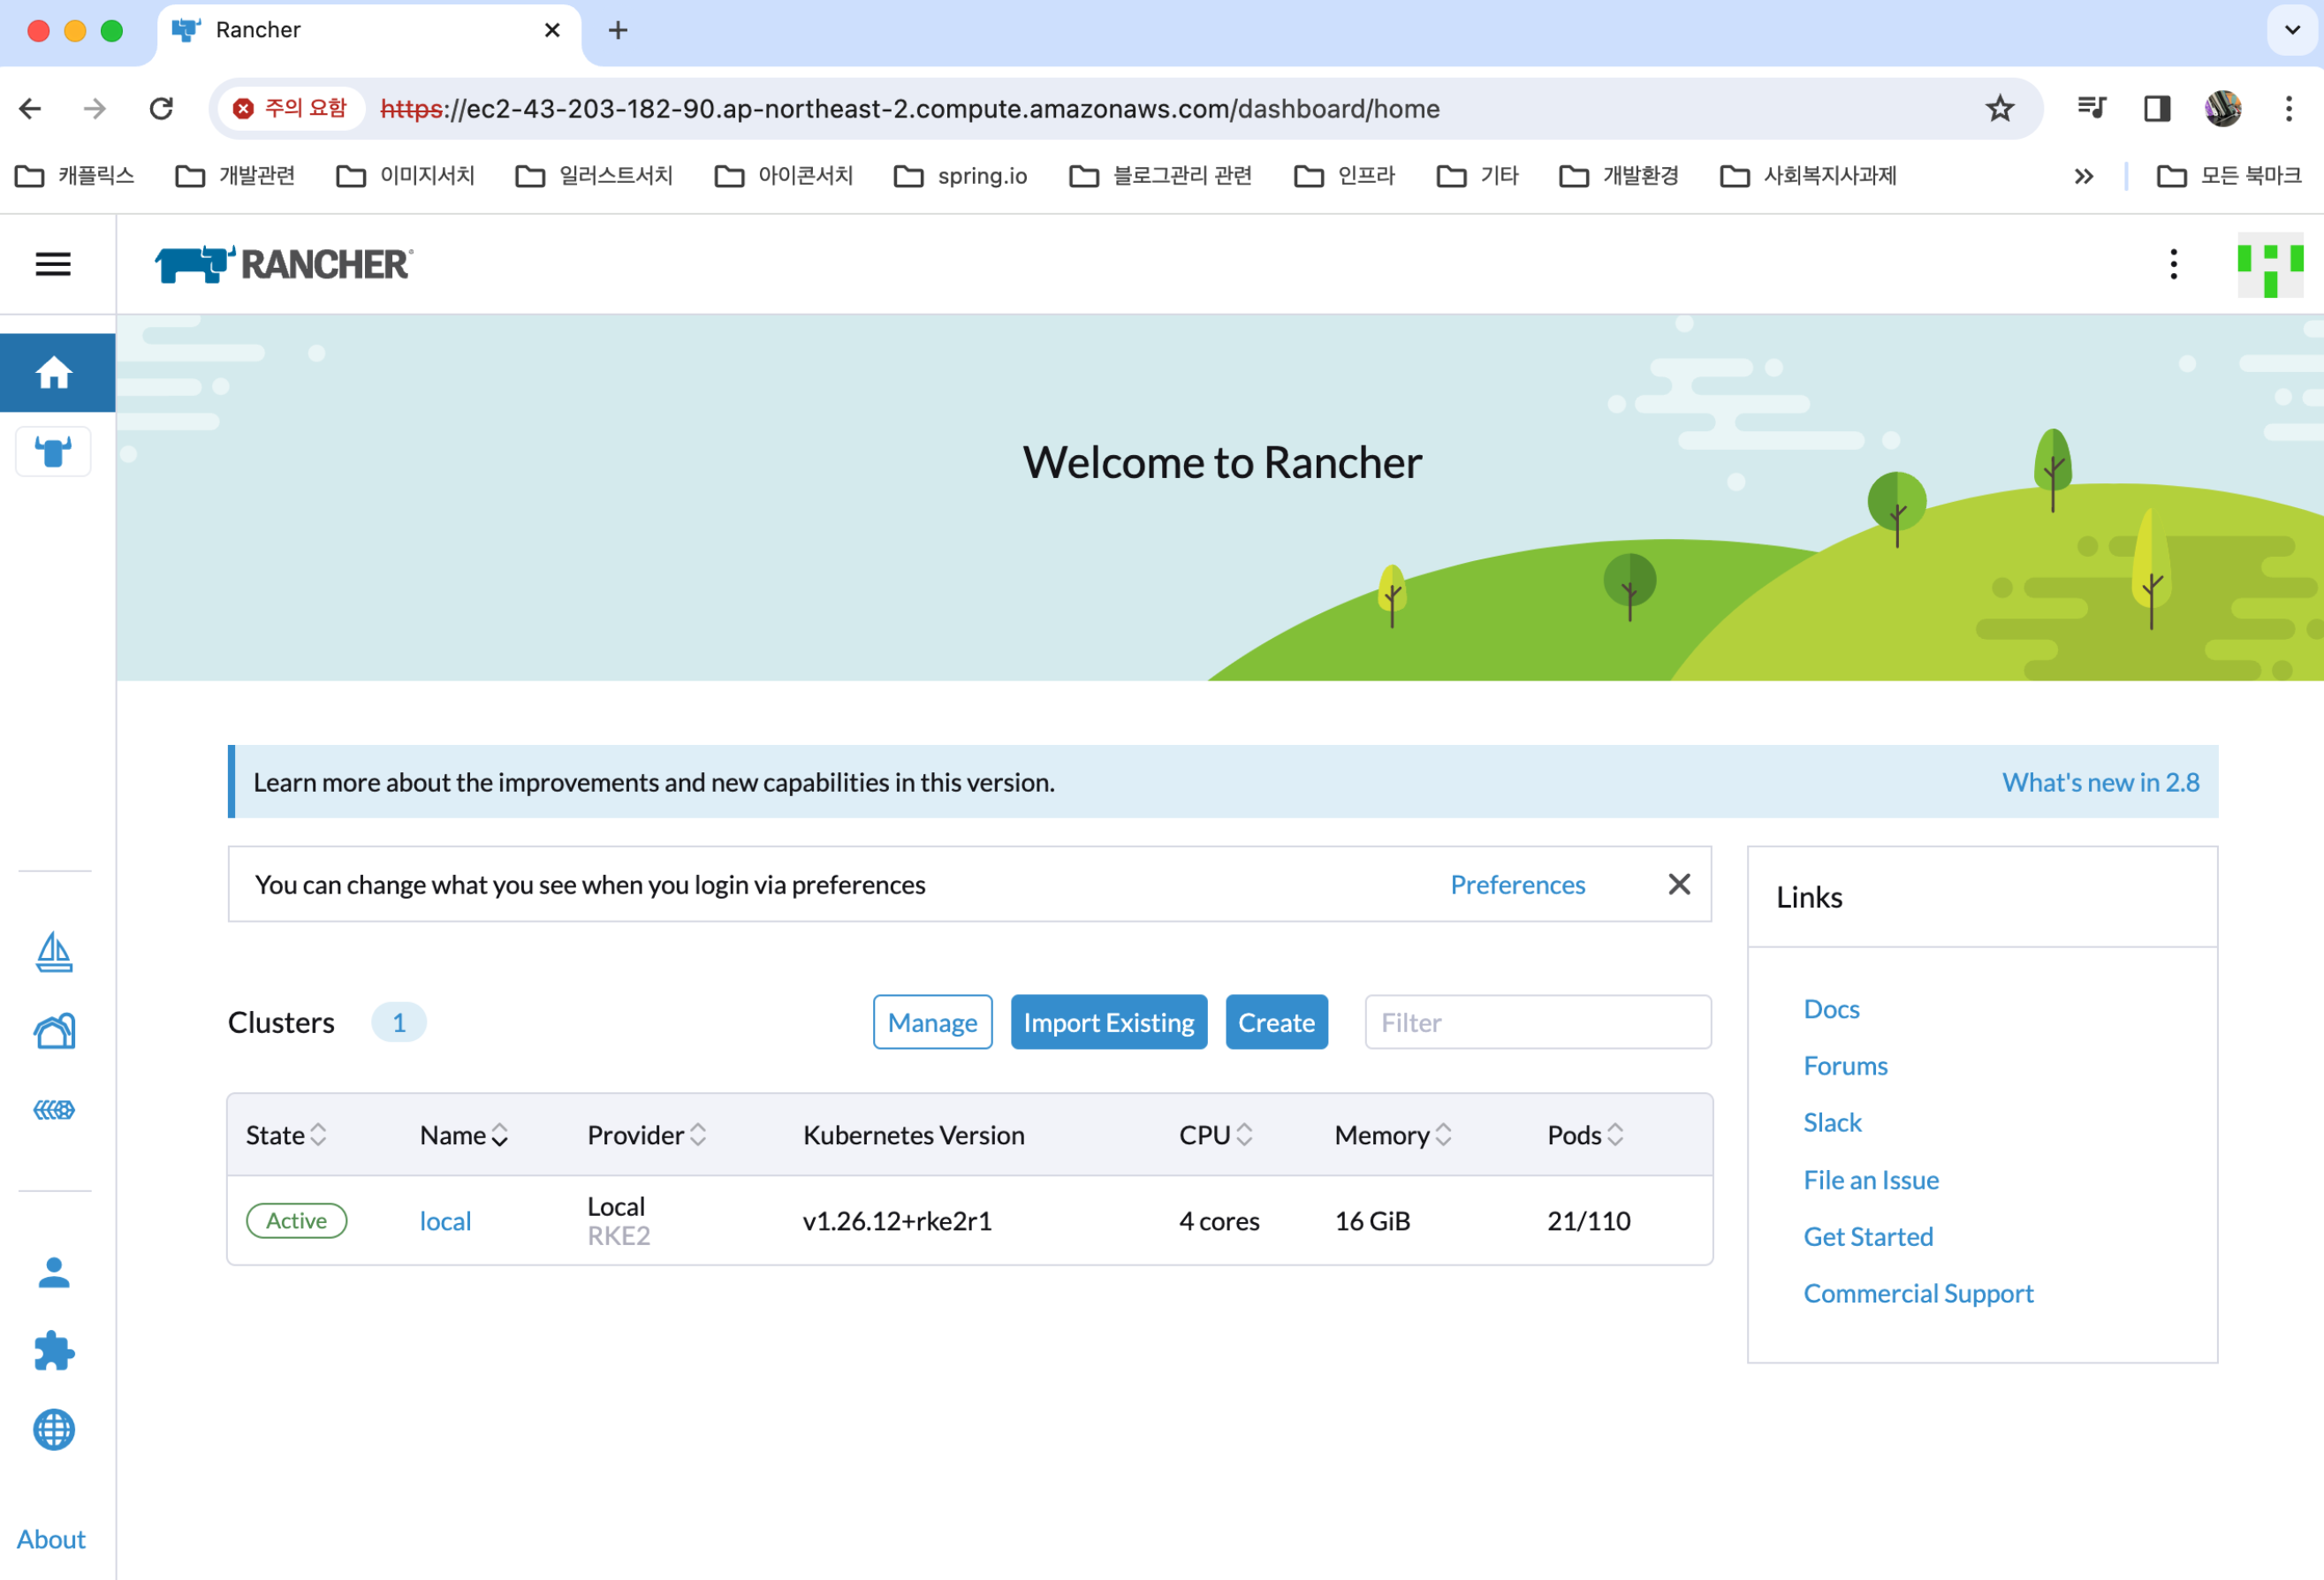 Rancher
주의 요함 https://ec2-43-203-182-90.ap-northeast-2.compute.amazonaws.com/dashboard/home
캐플릭스 개발관련 이미지서치 일러스트서치 아이콘서치 spring.io 블로그관리 관련 인프라 기타 개발환경 사회복지사과제 모든 북마크
RANCHER
Welcome to Rancher
Learn more about the improvements and new capabilities in this version. What's new in 2.8
You can change what you see when you login via preferences Preferences
Links
Docs
Forums
Slack
File an Issue
Get Started
Commercial Support
Clusters 1 Manage Import Existing Create Filter
State Name Provider Kubernetes Version CPU Memory Pods
Active local Local v1.26.12+rke2r1 4 cores 16 GiB 21/110
RKE2
About